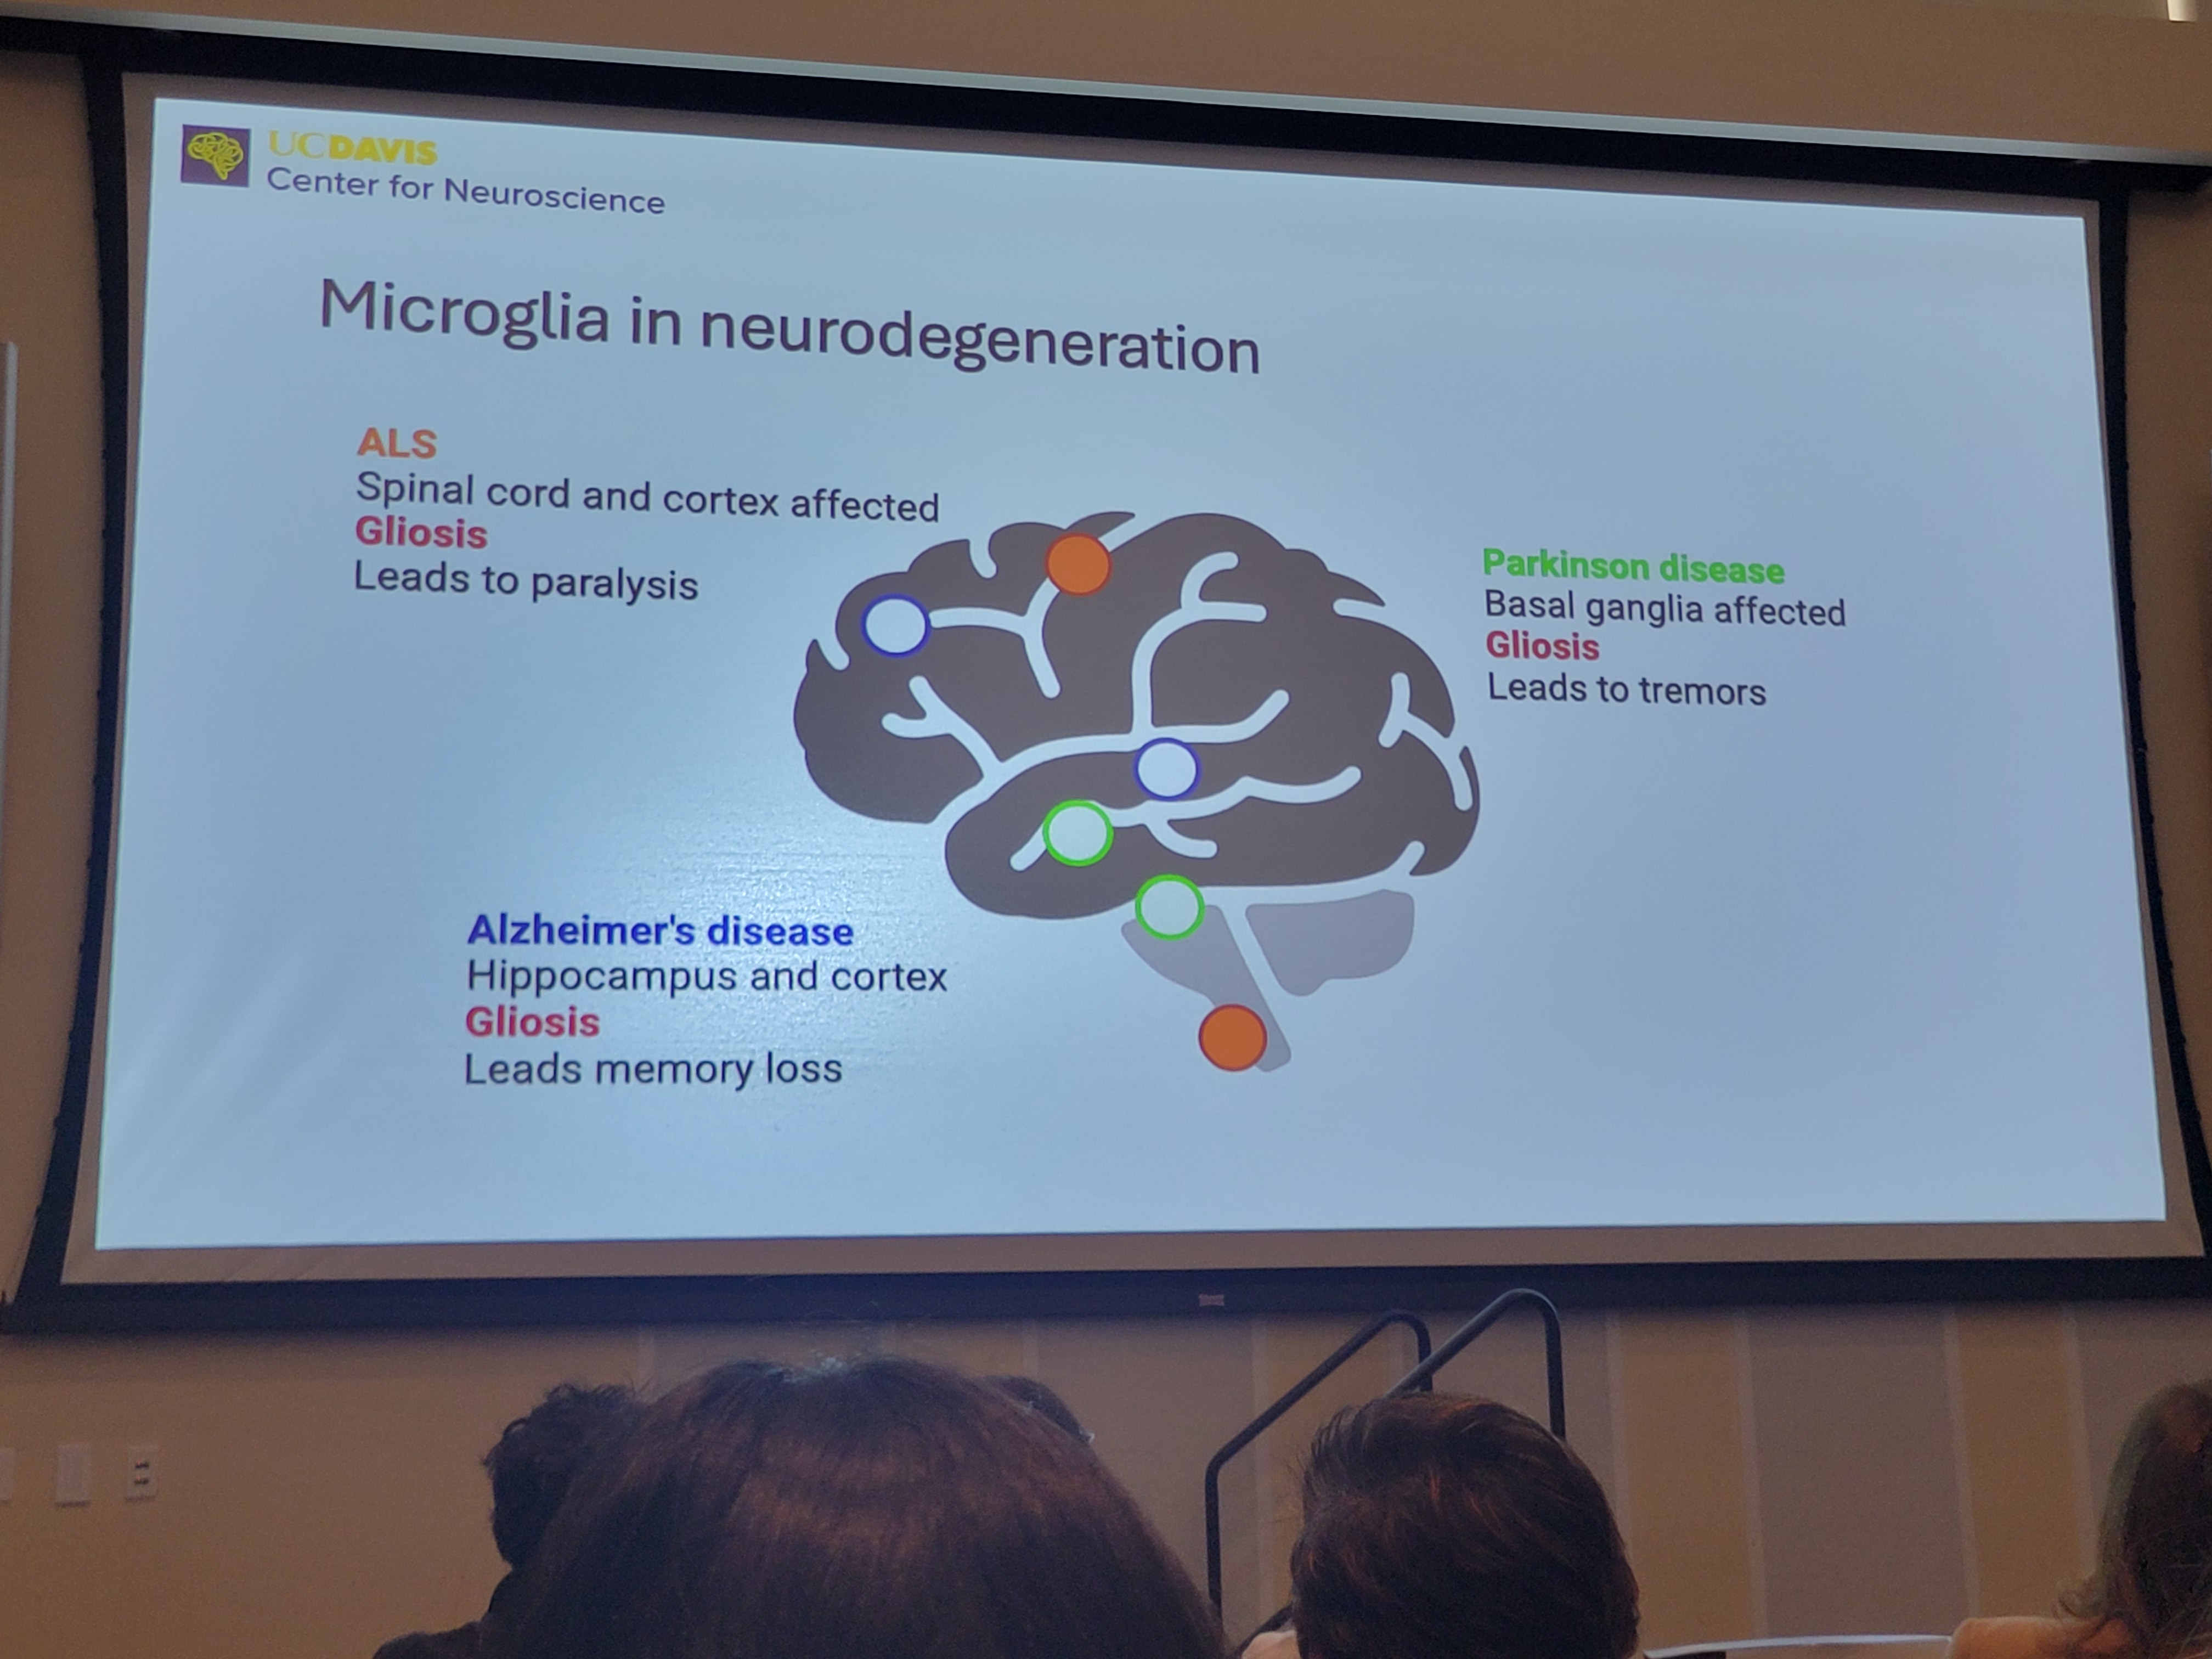 UCDAVIS
Center for Neuroscience
Microglia in neurodegeneration
ALS
Spinal cord and cortex affected
Gliosis
Leads to paralysis
Parkinson disease
Basal ganglia affected
Gliosis
Leads to tremors
Alzheimer's disease
Hippocampus and cortex
Gliosis
Leads memory loss